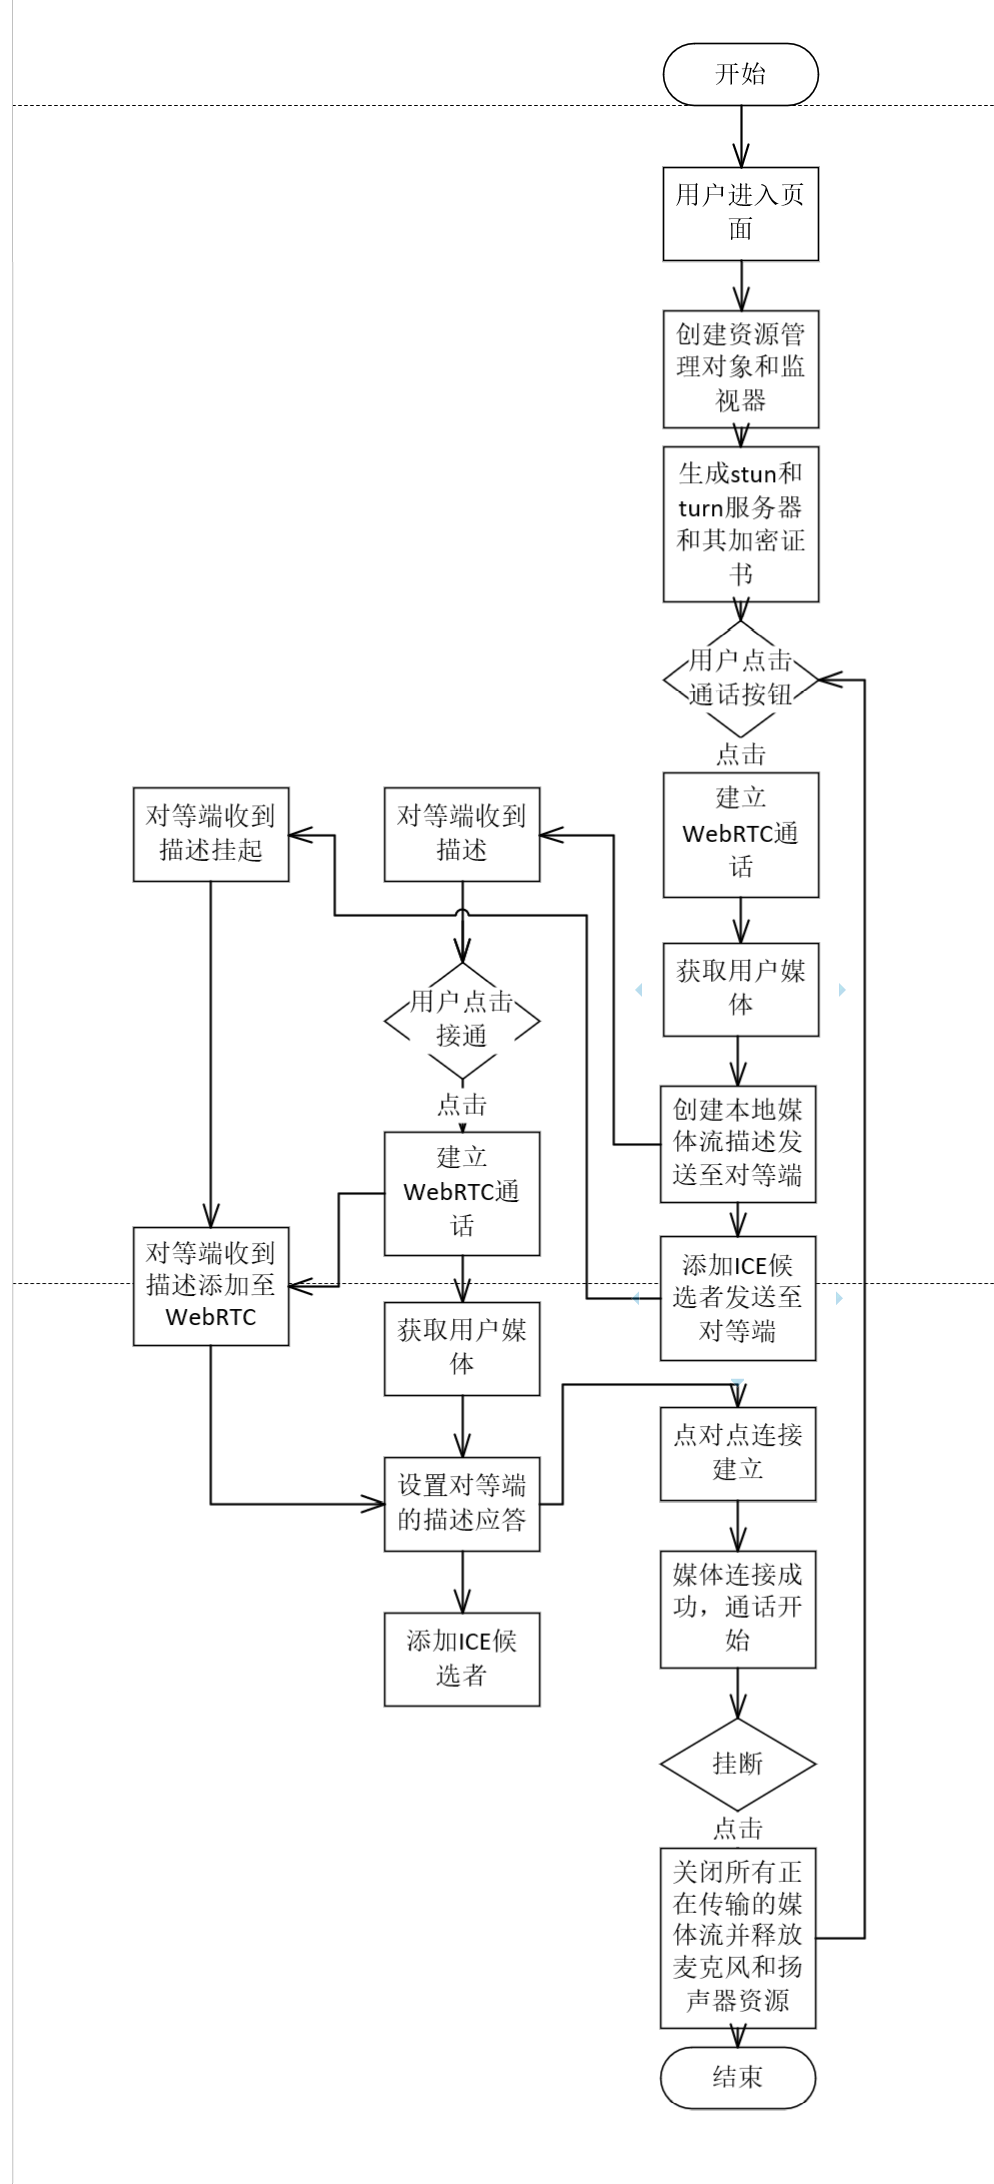 开始
用户进入页
面
创建资源管
理对象和监
视器
生成stun和
turn服务器
和其加密证
书
用户点击
通话按钮
点击
建立
WebRTC通
话
获取用户媒
体
创建本地媒
体流描述发
送至对等端
添加ICE候
选者发送至
对等端
对等端收到
描述
用户点击
接通
点击
建立
WebRTC通
话
获取用户媒
体
设置对等端
的描述应答
添加ICE候
选者
对等端收到
描述挂起
对等端收到
描述添加至
WebRTC
点对点连接
建立
媒体连接成
功，通话开
始
挂断
点击
关闭所有正
在传输的媒
体流并释放
麦克风和扬
声器资源
结束